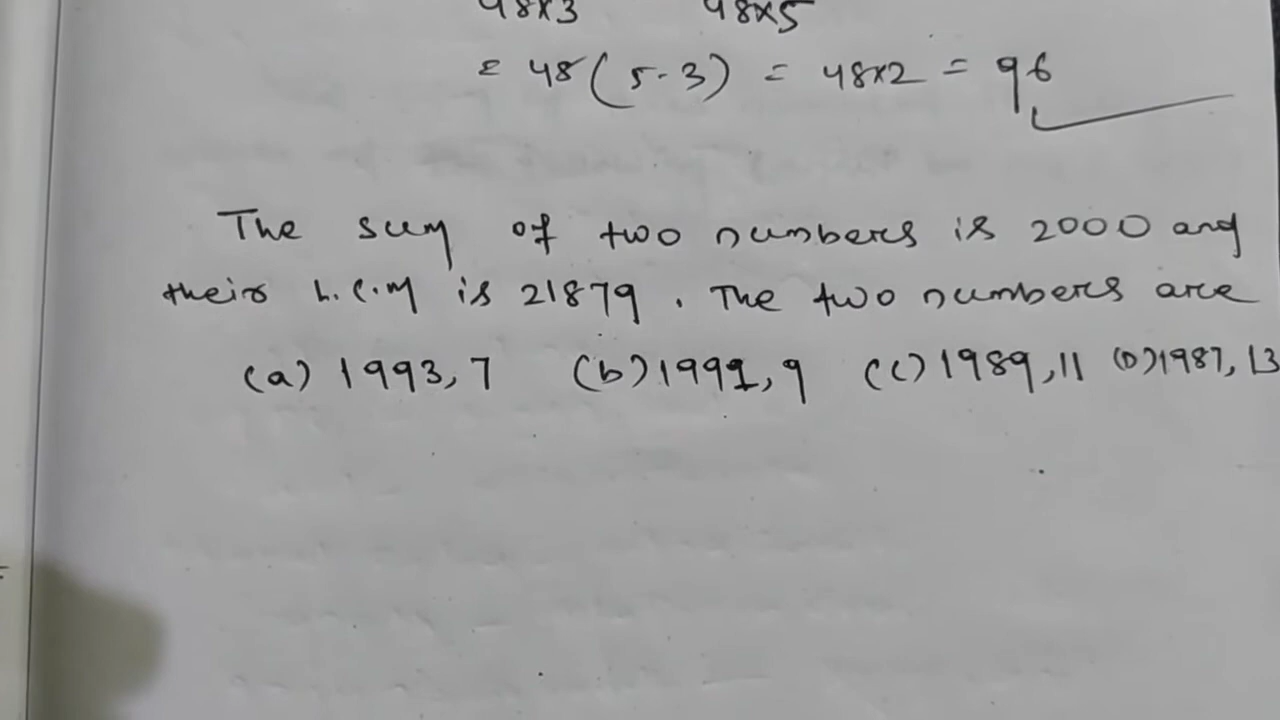 48x3 48x5
= 48 (5-3) = 48x2 = 96
The sum of two numbers is 2000 and
their L.C.M is 21879. The two numbers are
(a) 1993, 7 (b) 1991, 9 (c) 1989, 11 (D) 1987, 13